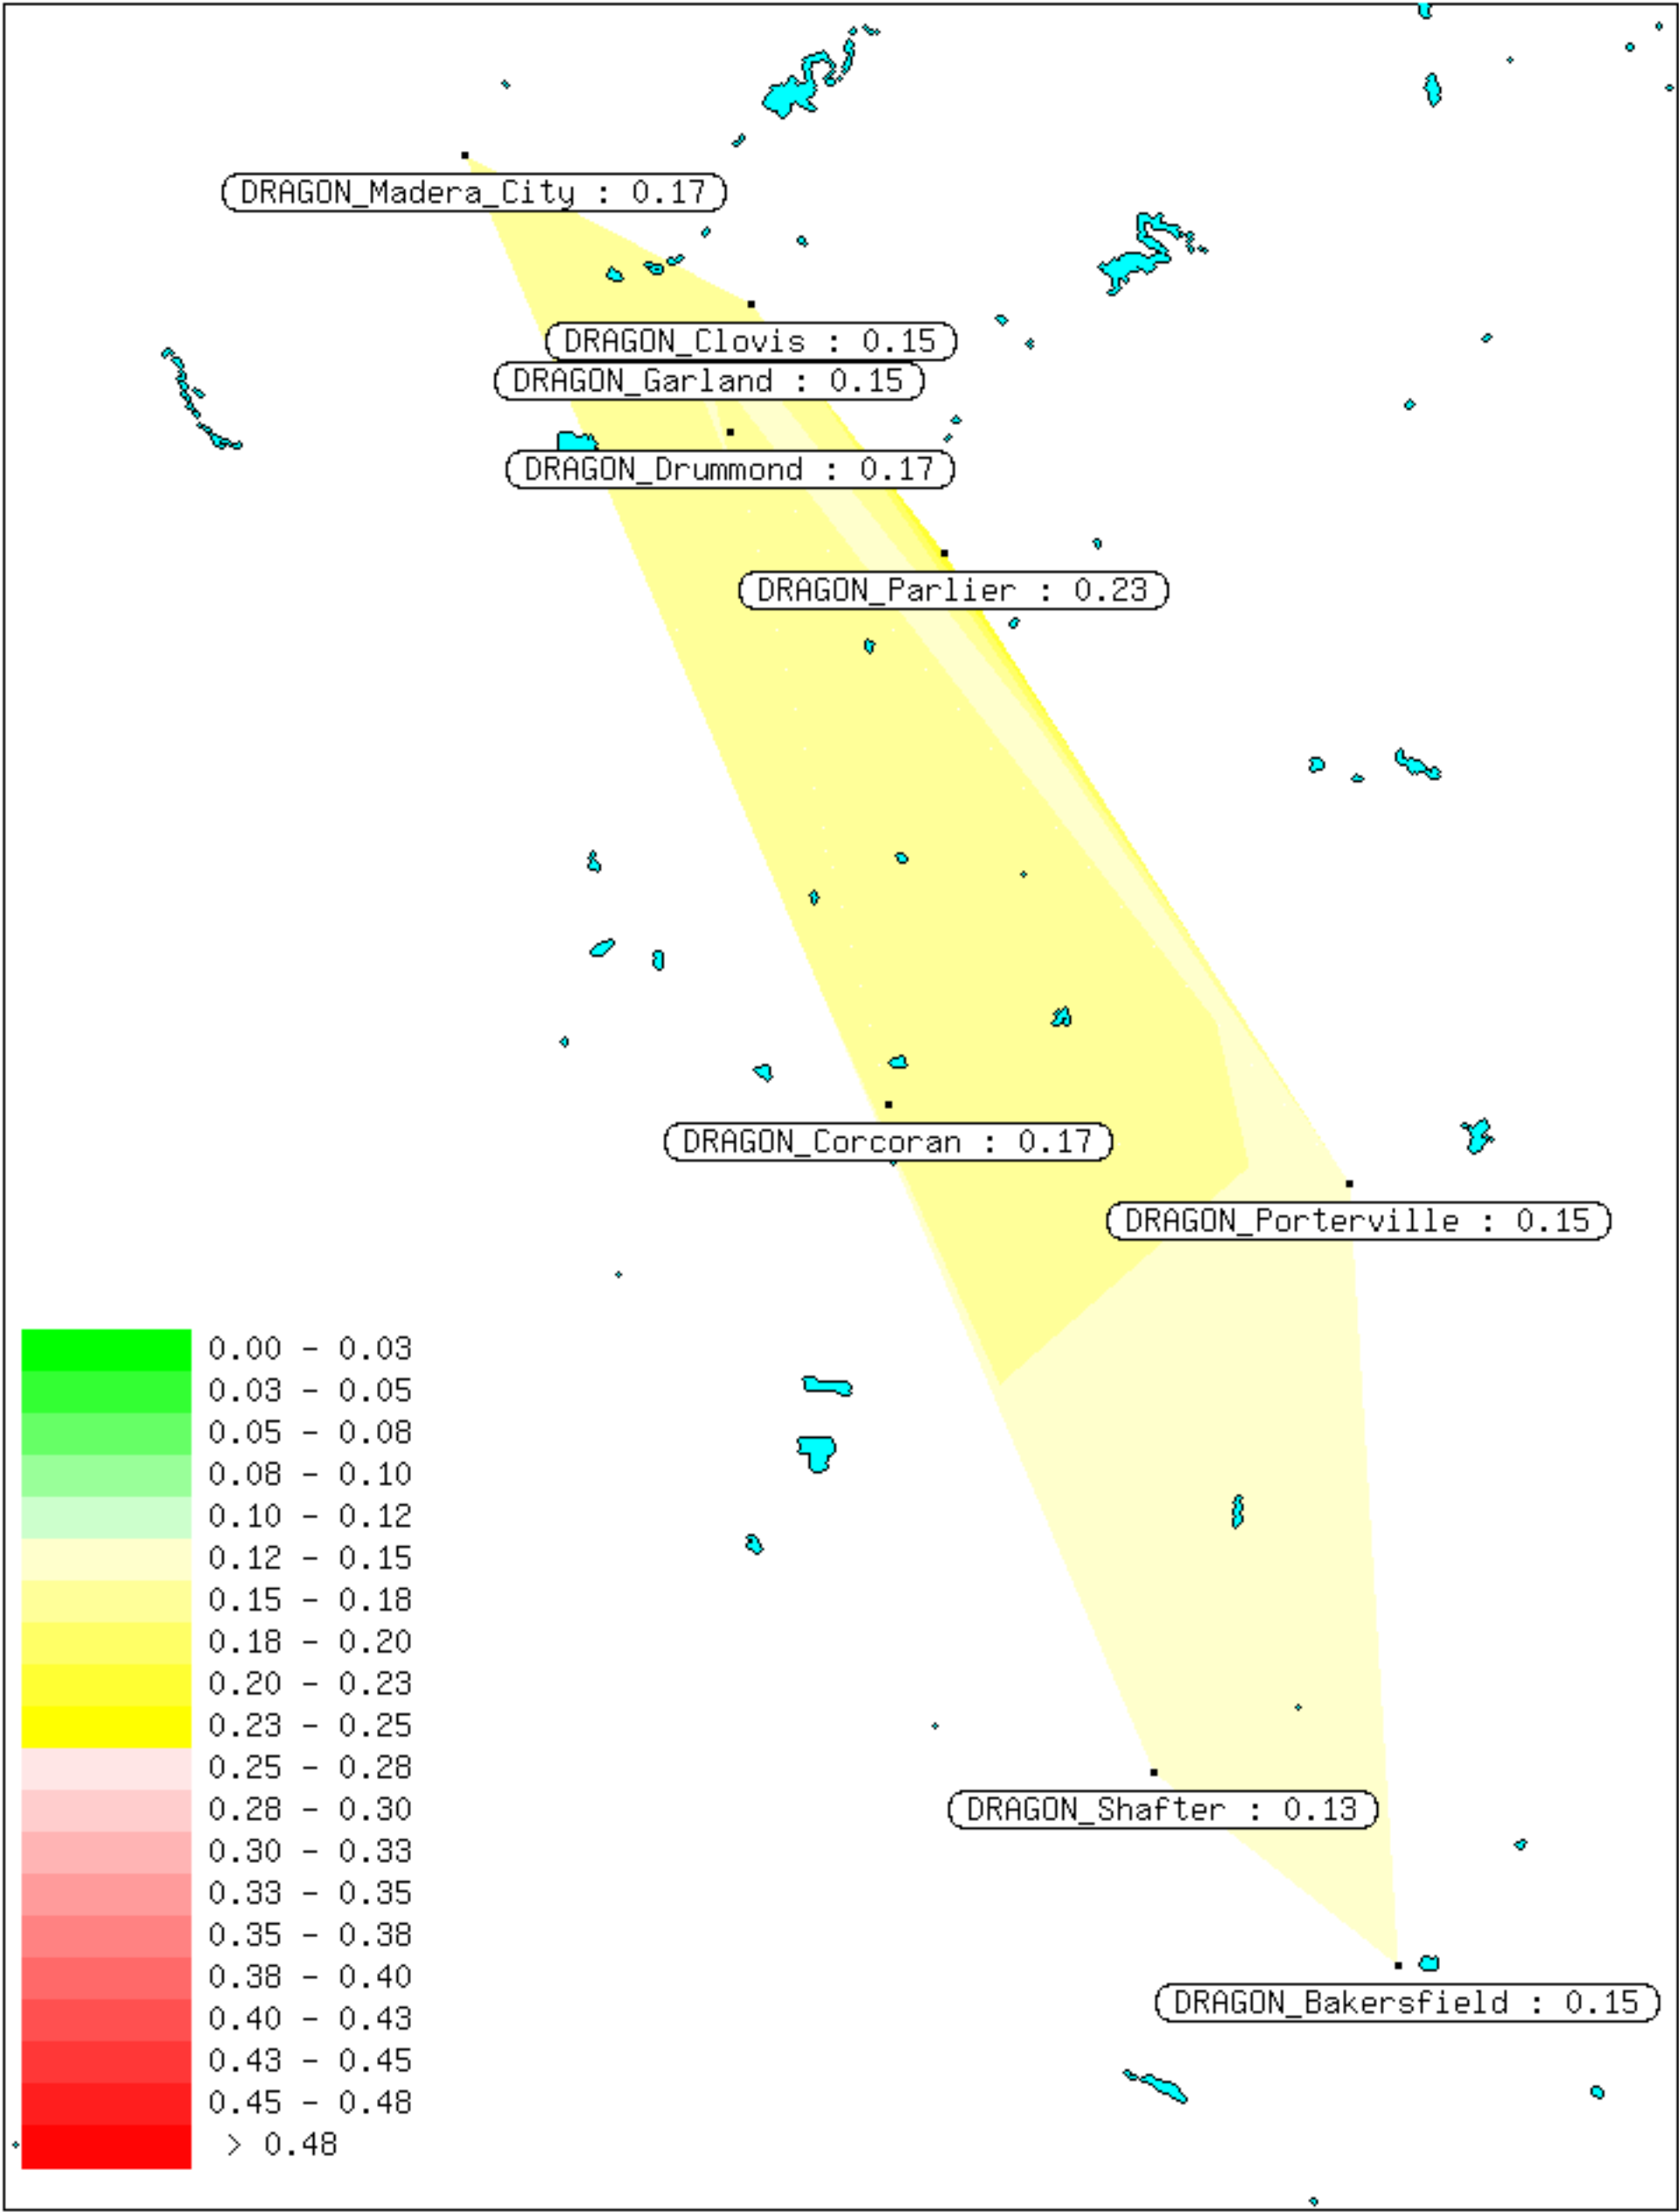 DRAGON_Madera_City : 0.17
DRAGON_Clovis : 0.15
DRAGON_Garland : 0.15
DRAGON_Drummond : 0.17
DRAGON_Parlier : 0.23
DRAGON_Corcoran : 0.17
DRAGON_Porterville : 0.15
DRAGON_Shafter : 0.13
DRAGON_Bakersfield : 0.15
0.00 - 0.03
0.03 - 0.05
0.05 - 0.08
0.08 - 0.10
0.10 - 0.12
0.12 - 0.15
0.15 - 0.18
0.18 - 0.20
0.20 - 0.23
0.23 - 0.25
0.25 - 0.28
0.28 - 0.30
0.30 - 0.33
0.33 - 0.35
0.35 - 0.38
0.38 - 0.40
0.40 - 0.43
0.43 - 0.45
0.45 - 0.48
> 0.48